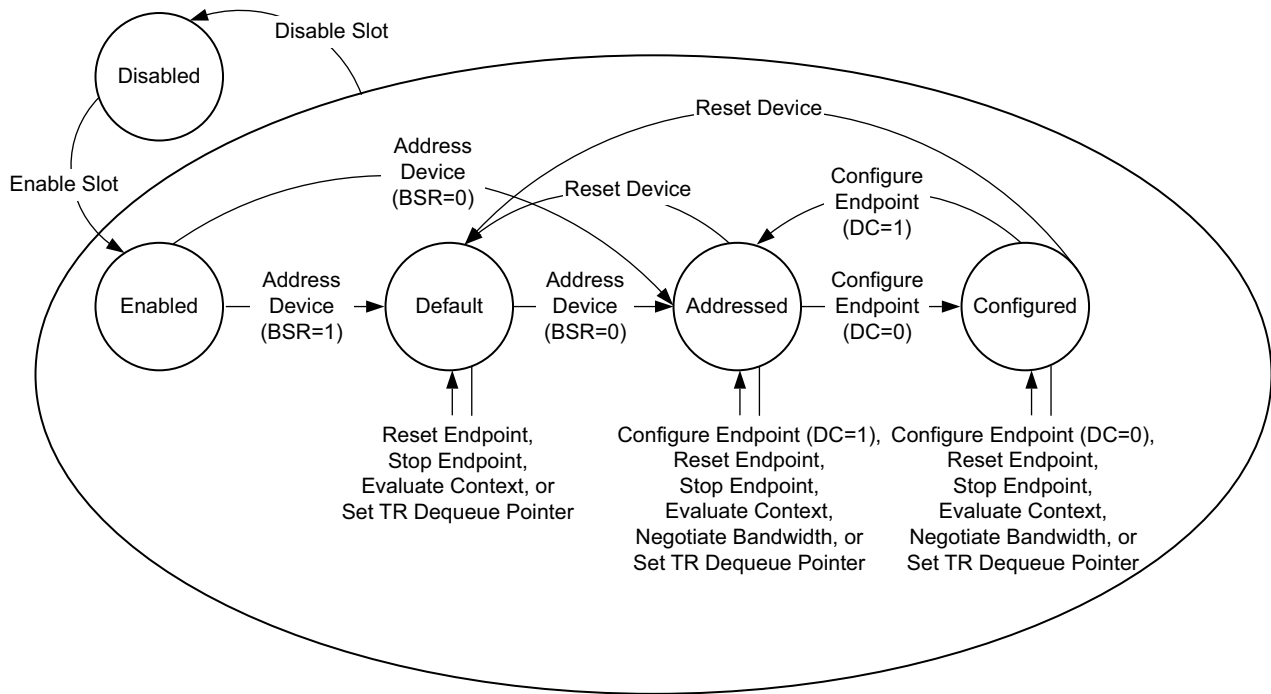 Disable Slot
Disabled
Reset Device
Address
Device
(BSR=0)
Enable Slot
Reset Device
Configure
Endpoint
(DC=1)
Enabled
Address
Device
(BSR=1)
Default
Address
Device
(BSR=0)
Addressed
Configure
Endpoint
(DC=0)
Configured
Reset Endpoint,
Stop Endpoint,
Evaluate Context, or
Set TR Dequeue Pointer
Configure Endpoint (DC=1),
Reset Endpoint,
Stop Endpoint,
Evaluate Context,
Negotiate Bandwidth, or
Set TR Dequeue Pointer
Configure Endpoint (DC=0),
Reset Endpoint,
Stop Endpoint,
Evaluate Context,
Negotiate Bandwidth, or
Set TR Dequeue Pointer